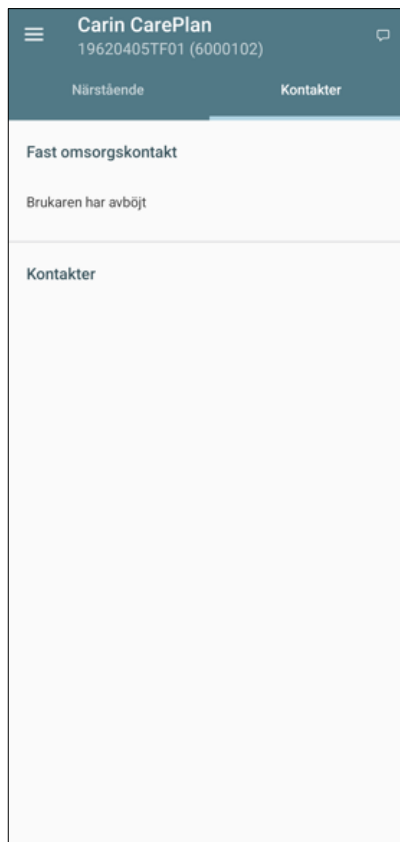 Carin CarePlan
19620405TF01 (6000102)
Närstående
Kontakter
Fast omsorgskontakt
Brukaren har avböjt
Kontakter